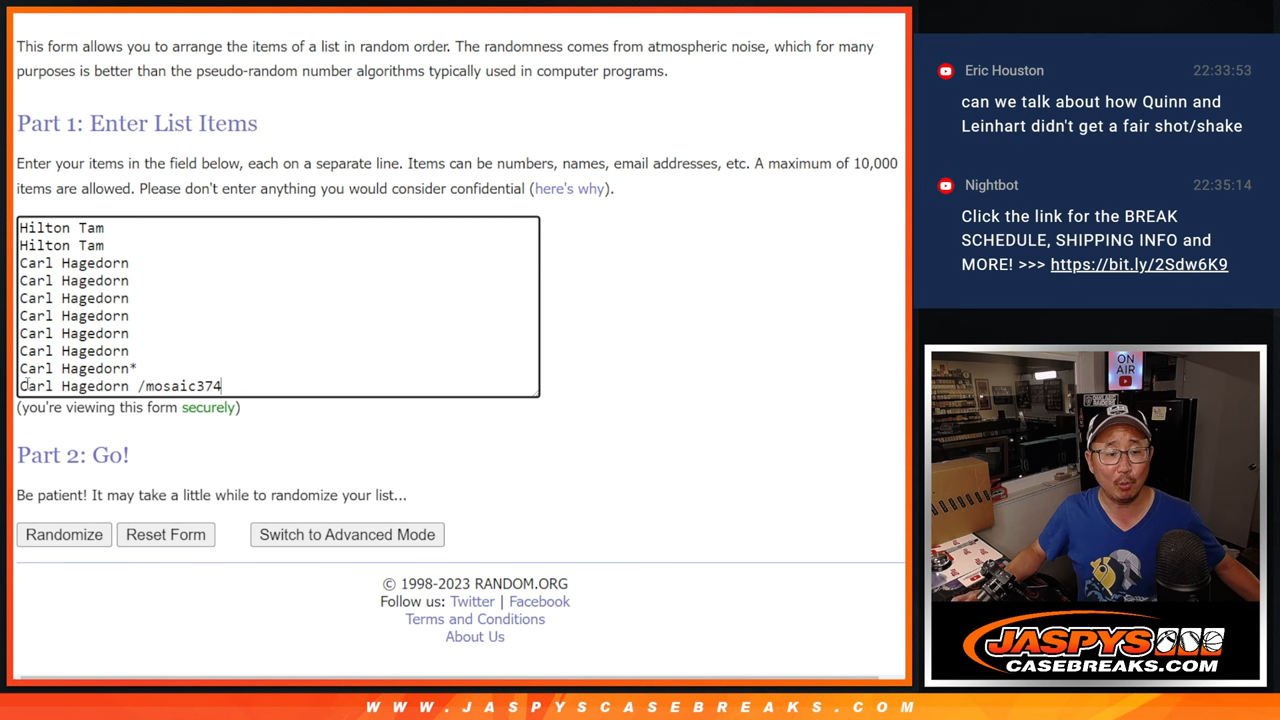 This form allows you to arrange the items of a list in random order. The randomness comes from atmospheric noise, which for many
purposes is better than the pseudo-random number algorithms typically used in computer programs.
Part 1: Enter List Items
Enter your items in the field below, each on a separate line. Items can be numbers, names, email addresses, etc. A maximum of 10,000
items are allowed. Please don't enter anything you would consider confidential (here's why).
Hilton Tam
Hilton Tam
Carl Hagedorn
Carl Hagedorn
Carl Hagedorn
Carl Hagedorn
Carl Hagedorn
Carl Hagedorn
Carl Hagedorn*
Carl Hagedorn /mosaic374
(you're viewing this form securely)
Part 2: Go!
Be patient! It may take a little while to randomize your list...
Randomize
Reset Form
Switch to Advanced Mode
© 1998-2023 RANDOM.ORG
Follow us: Twitter | Facebook
Terms and Conditions
About Us
Eric Houston 22:33:53
can we talk about how Quinn and
Leinhart didn't get a fair shot/shake
Nightbot 22:35:14
Click the link for the BREAK
SCHEDULE, SHIPPING INFO and
MORE! >>> https://bit.ly/2Sdw6K9
ON
AIR
JASPYS
CASEBREAKS.COM
WWW.JASPYSCASEBREAKS.COM